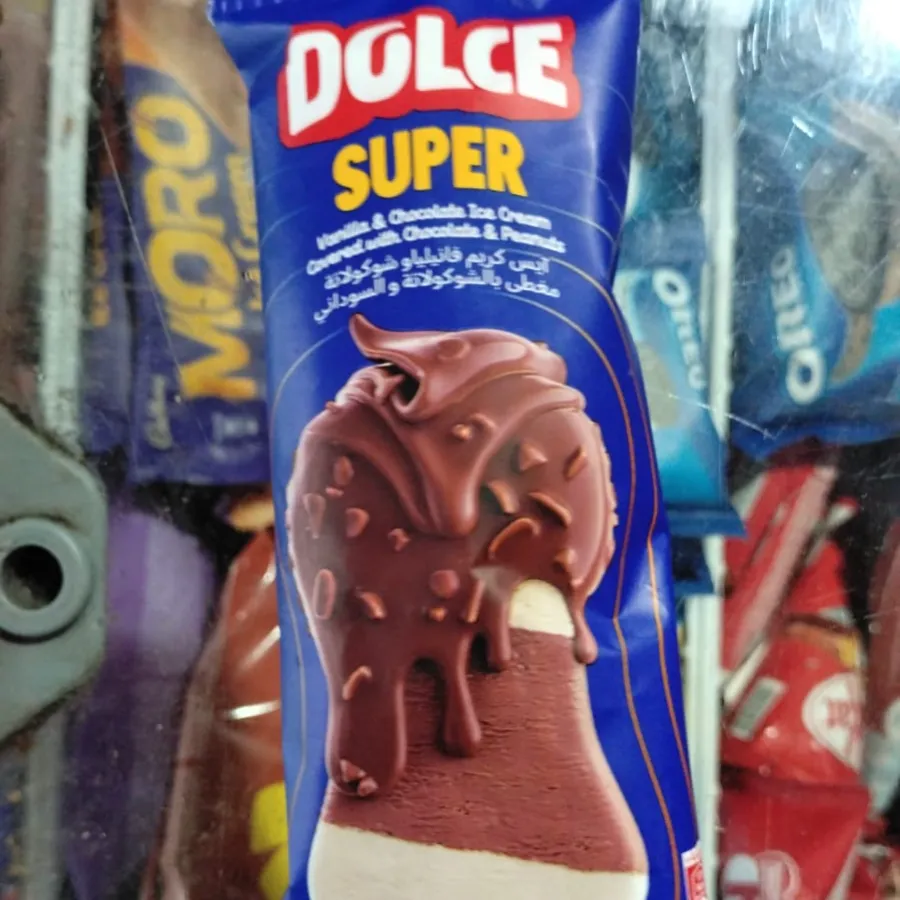 DOLCE
SUPER
Vanilla & Chocolate Ice Cream
Covered with Chocolate & Peanuts
آيس كريم فانيلياو شوكولاتة
مغطى بالشوكولاتة و السوداني
MORO
OREO
OREO